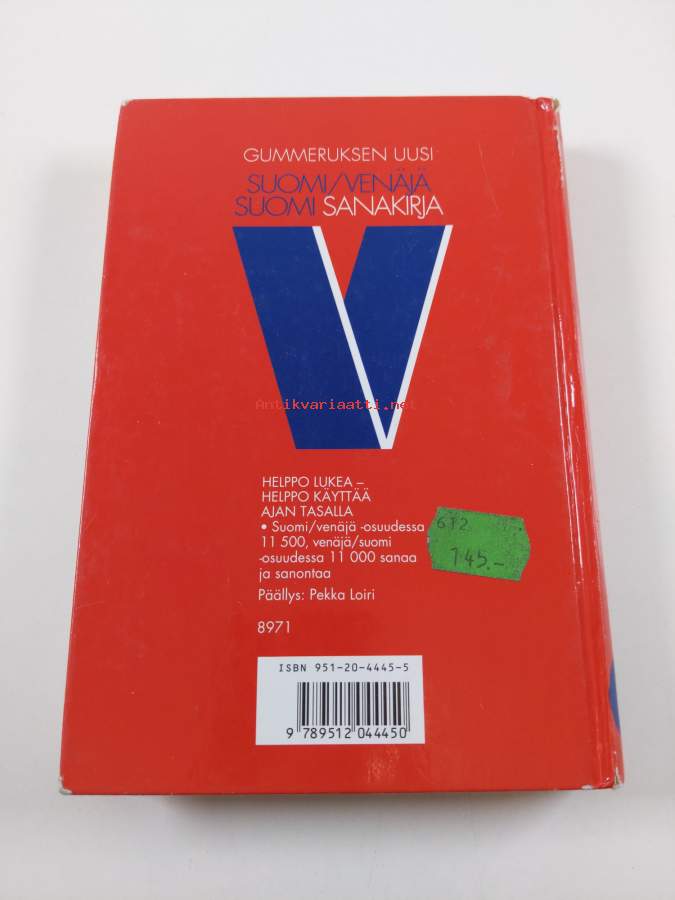 GUMMERUKSEN UUSI
SUOMI/VENÄJÄ
SUOMI SANAKIRJA
V
Antikvariaatti.net
HELPPO LUKEA –
HELPPO KÄYTTÄÄ
AJAN TASALLA
• Suomi/venäjä -osuudessa
11 500, venäjä/suomi
-osuudessa 11 000 sanaa
ja sanontaa
Päällys: Pekka Loiri
8971
612
145.-
ISBN 951-20-4445-5
9 789512 044450